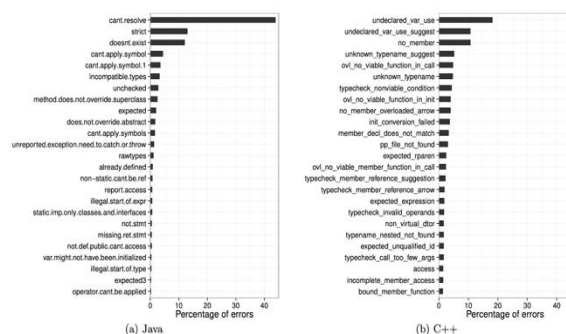 cant.resolve
strict
doesnt.exist
cant.apply.symbol
cant.apply.symbol.1
incompatible.types
unchecked
method.does.not.override.superclass
expected
does.not.override.abstract
cant.apply.symbols
unreported.exception.need.to.catch.or.throw
rawtypes
already.defined
non-static.cant.be.ref
report.access
illegal.start.of.expr
static.imp.only.classes.and.interfaces
not.stmt
missing.ret.stmt
not.def.public.cant.access
var.might.not.have.been.initialized
illegal.start.of.type
expected3
operator.cant.be.applied
0 10 20 30 40
Percentage of errors
(a) Java
undeclared_var_use
undeclared_var_use_suggest
no_member
unknown_typename_suggest
ovl_no_viable_function_in_call
unknown_typename
typecheck_nonviable_condition
ovl_no_viable_function_in_init
no_member_overloaded_arrow
init_conversion_failed
member_decl_does_not_match
pp_file_not_found
expected_rparen
ovl_no_viable_member_function_in_call
typecheck_member_reference_suggestion
typecheck_member_reference_arrow
expected_expression
typecheck_invalid_operands
non_virtual_dtor
typename_nested_not_found
expected_unqualified_id
typecheck_call_too_few_args
access
incomplete_member_access
bound_member_function
0 10 20 30 40
Percentage of errors
(b) C++